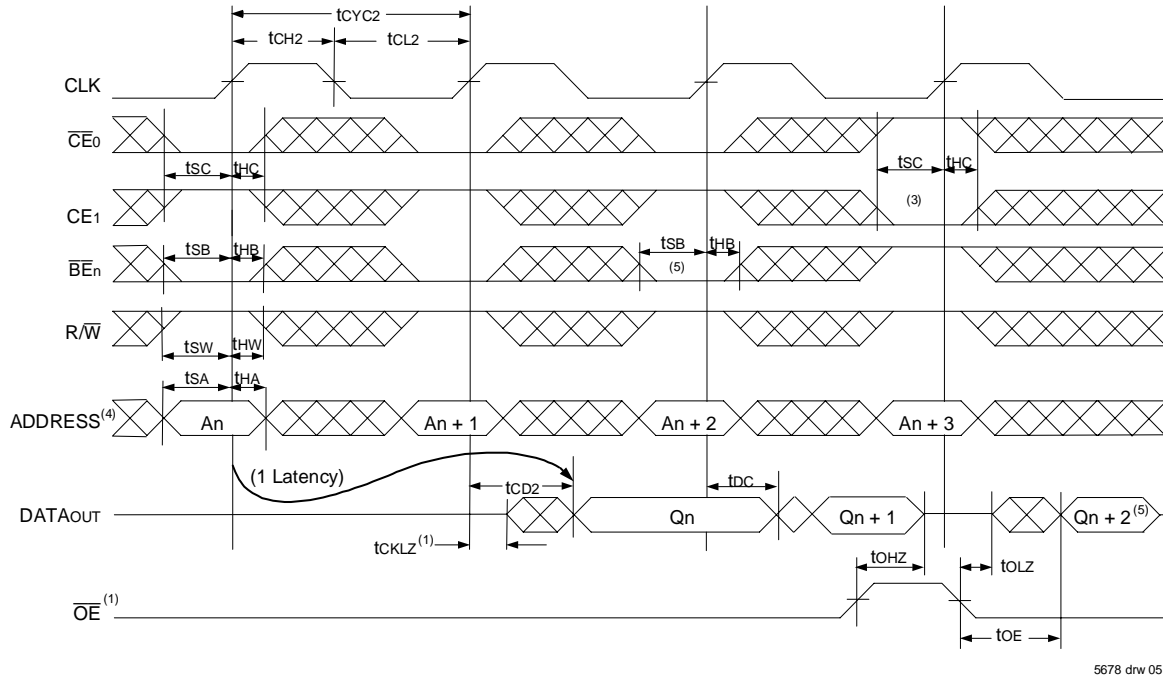 tCYC2
tCH2 tCL2
CLK
CE0
tSC tHC tSC tHC
(3)
CE1
tSB tHB tSB tHB
(5)
BEn
R/W
tSW tHW
tSA tHA
ADDRESS(4) An An + 1 An + 2 An + 3
(1 Latency)
tCD2 tDC
DATAOUT Qn Qn + 1 Qn + 2(5)
tCKLZ(1)
tOHZ tOLZ
OE(1)
tOE
5678 drw 05